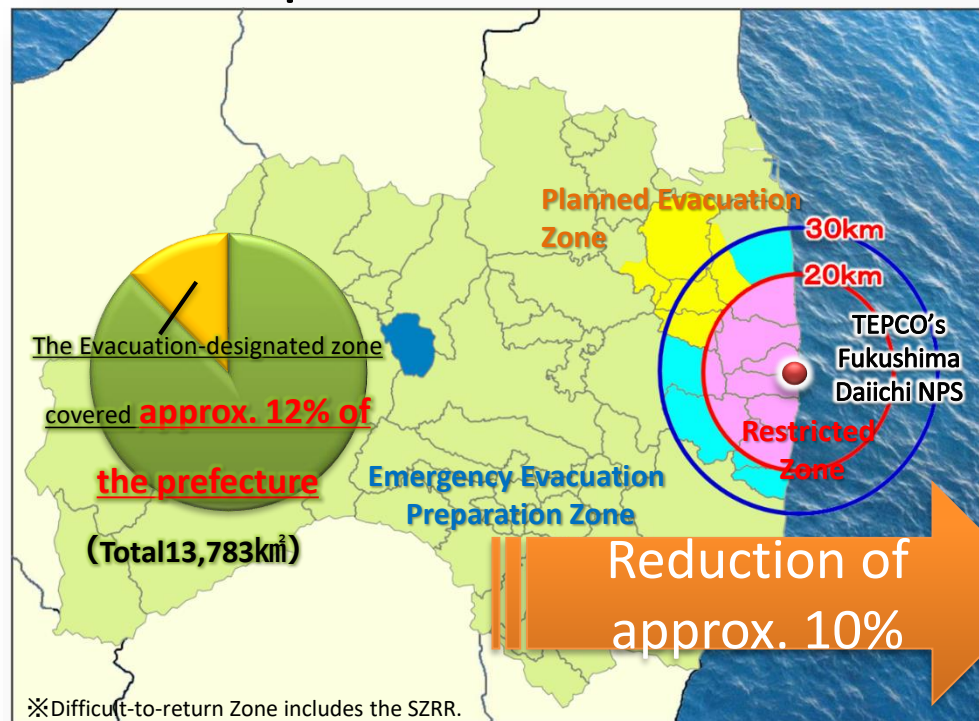 Planned Evacuation
Zone
30km
20km
TEPCO's
Fukushima
Daiichi NPS
The Evacuation-designated zone
covered approx. 12% of
the prefecture
(Total13,783k㎡)
Restricted
Zone
Emergency Evacuation
Preparation Zone
Reduction of
approx. 10%
※Difficult-to-return Zone includes the SZRR.